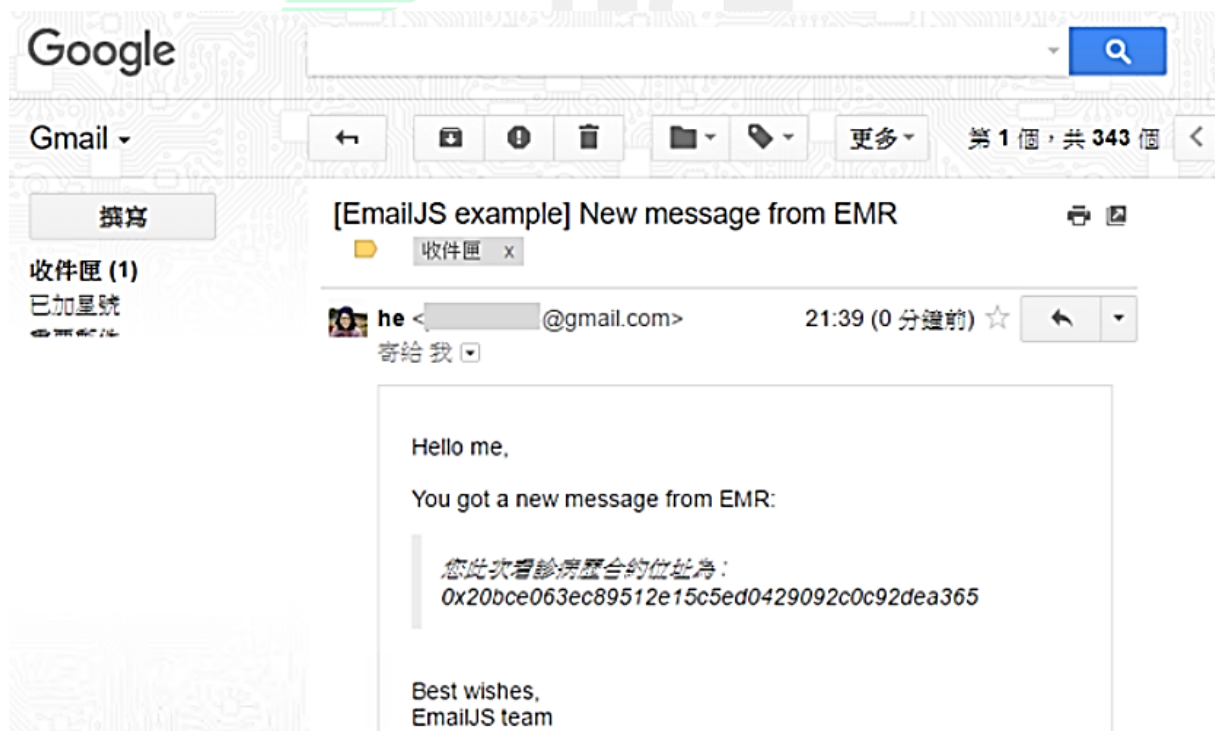 Google
Gmail
更多
第 1 個，共 343 個
撰寫
[EmailJS example] New message from EMR
收件匣 x
收件匣 (1)
已加星號
he <
@gmail.com>
21:39 (0 分鐘前)
寄給 我
Hello me,
You got a new message from EMR:
您此次看診病歷合約位址為：
0x20bce063ec89512e15c5ed0429092c0c92dea365
Best wishes,
EmailJS team